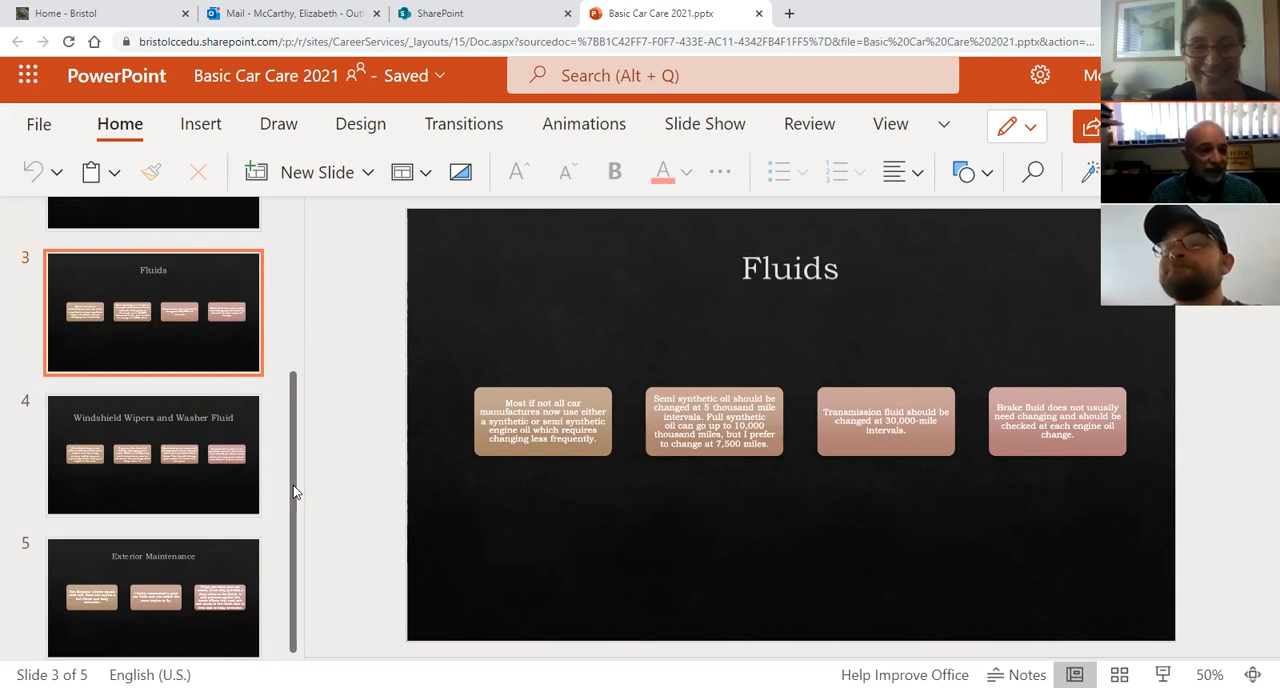 Home - Bristol
Mail - McCarthy, Elizabeth - Out
SharePoint
Basic Car Care 2021.pptx
bristolccedu.sharepoint.com/:p:/r/sites/CareerServices/_layouts/15/Doc.aspx?sourcedoc=%7BB1C42FF7-F0F7-433E-AC11-4342FB4F1FF5%7D&file=Basic%20Car%20Care%202021.pptx&action=...
PowerPoint
Basic Car Care 2021 - Saved
Search (Alt + Q)
File
Home
Insert
Draw
Design
Transitions
Animations
Slide Show
Review
View
New Slide
3
Fluids
4
Windshield Wipers and Washer Fluid
5
Exterior Maintenance
Fluids
Most if not all car
manufactures now use either
a synthetic or semi synthetic
engine oil which requires
changing less frequently.
Semi synthetic oil should be
changed at 5 thousand mile
intervals. Full synthetic
oil can go up to 10,000
thousand miles, but I prefer
to change at 7,500 miles.
Transmission fluid should be
changed at 30,000-mile
intervals.
Brake fluid does not usually
need changing and should be
checked at each engine oil
change.
Slide 3 of 5
English (U.S.)
Help Improve Office
Notes
50%